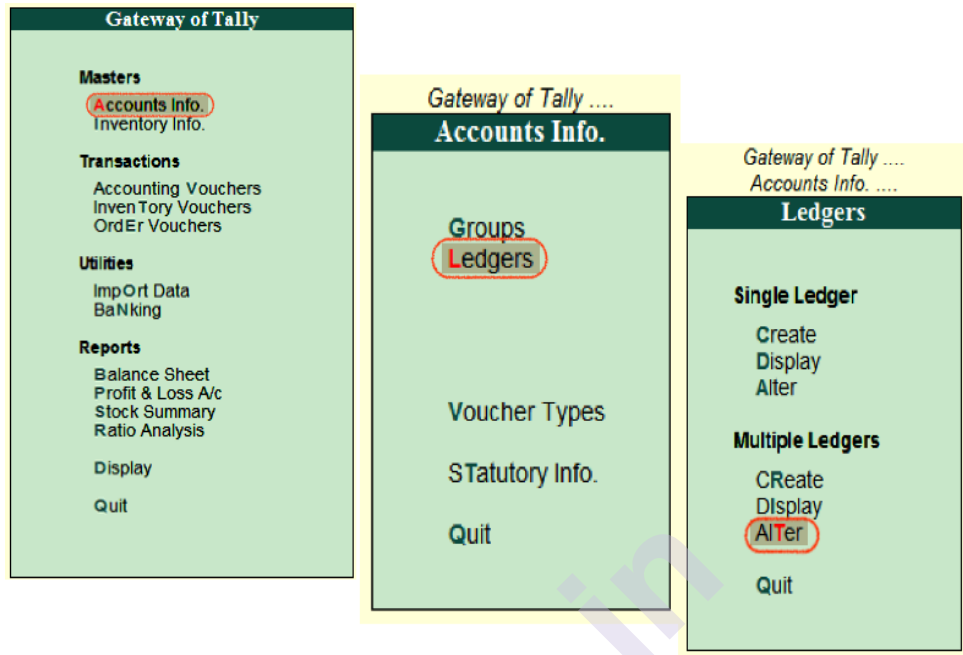 Gateway of Tally
Masters
Accounts Info.
Inventory Info.
Transactions
Accounting Vouchers
InvenTory Vouchers
OrdEr Vouchers
Utilities
ImpOrt Data
BaNking
Reports
Balance Sheet
Profit & Loss A/c
Stock Summary
Ratio Analysis
Display
Quit
Gateway of Tally ....
Accounts Info.
Groups
Ledgers
Voucher Types
STatutory Info.
Quit
Gateway of Tally ....
Accounts Info. ....
Ledgers
Single Ledger
Create
Display
Alter
Multiple Ledgers
CReate
DIsplay
AlTer
Quit
in